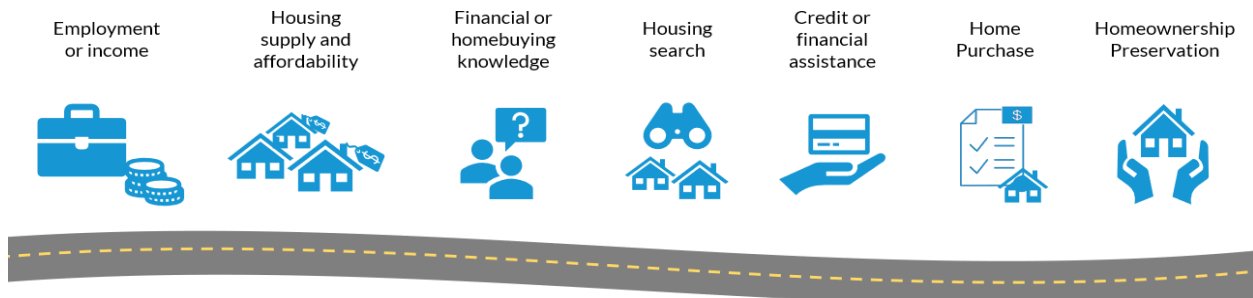 Employment
or income
Housing
supply and
affordability
Financial or
homebuying
knowledge
Housing
search
Credit or
financial
assistance
Home
Purchase
Homeownership
Preservation
$
$
?
$